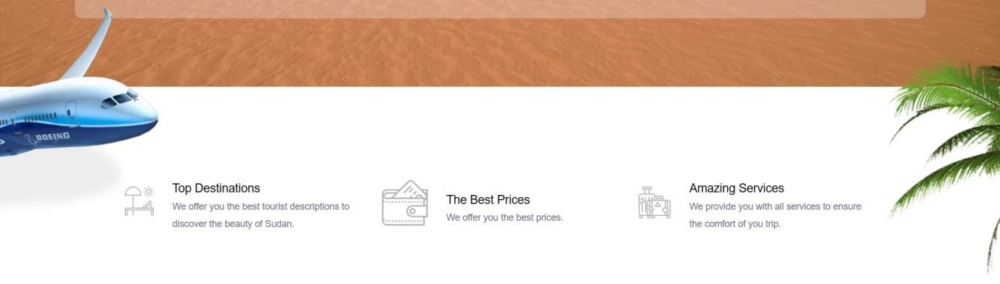 BOEING
Top Destinations
We offer you the best tourist descriptions to
discover the beauty of Sudan.
The Best Prices
We offer you the best prices.
Amazing Services
We provide you with all services to ensure
the comfort of you trip.